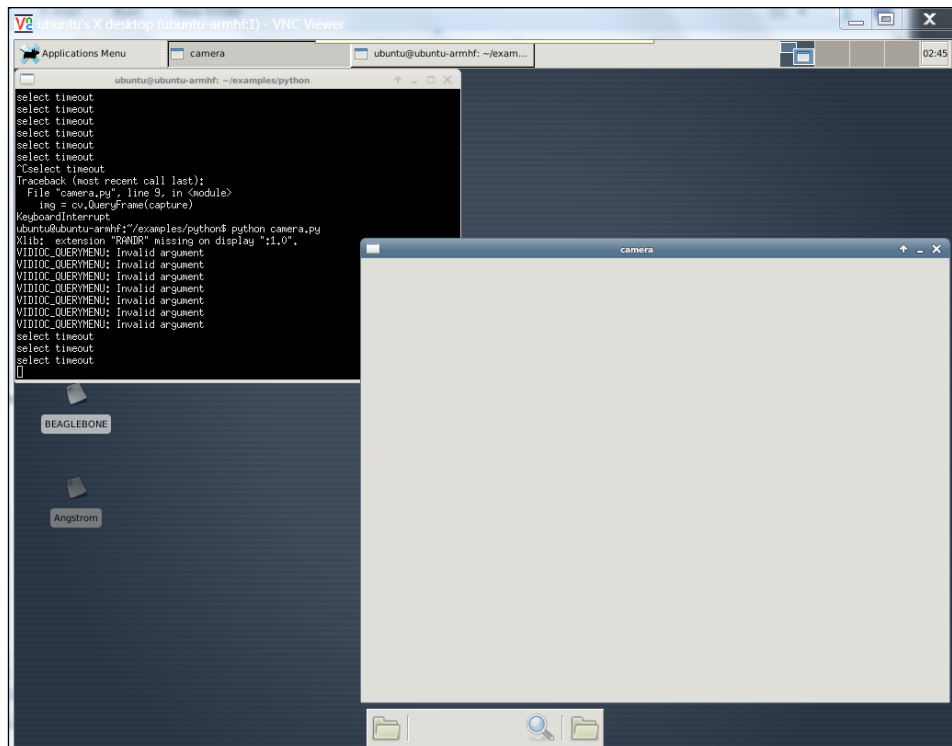 ubuntu's X desktop (ubuntu-armhf:1) - VNC Viewer
Applications Menu
camera
ubuntu@ubuntu-armhf: ~/exam...
02:45
ubuntu@ubuntu-armhf: ~/examples/python
select timeout
select timeout
select timeout
select timeout
select timeout
select timeout
^Cselect timeout
Traceback (most recent call last):
  File "camera.py", line 9, in <module>
    img = cv.QueryFrame(capture)
KeyboardInterrupt
ubuntu@ubuntu-armhf:~/examples/python$ python camera.py
Xlib:  extension "RANDR" missing on display ":1.0".
VIDIOC_QUERYMENU: Invalid argument
VIDIOC_QUERYMENU: Invalid argument
VIDIOC_QUERYMENU: Invalid argument
VIDIOC_QUERYMENU: Invalid argument
VIDIOC_QUERYMENU: Invalid argument
VIDIOC_QUERYMENU: Invalid argument
VIDIOC_QUERYMENU: Invalid argument
select timeout
select timeout
select timeout
camera
BEAGLEBONE
Angstrom